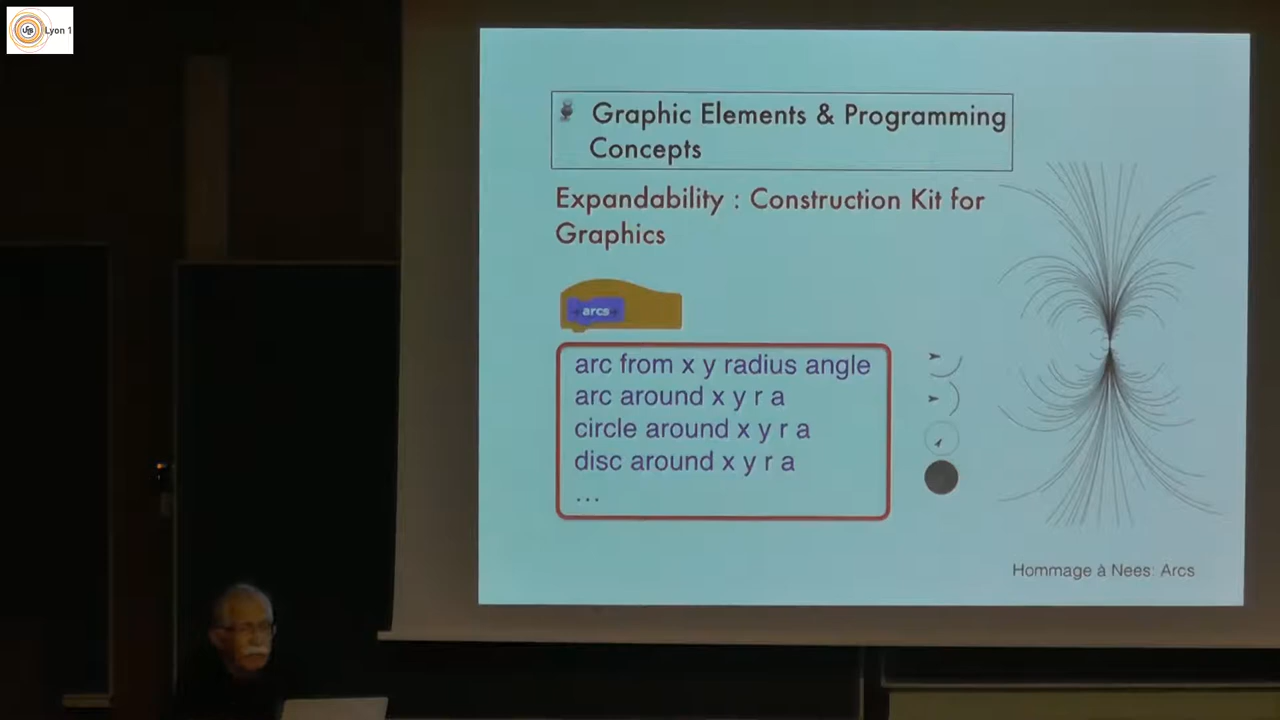 Lyon 1
Graphic Elements & Programming
Concepts
Expandability : Construction Kit for
Graphics
arcs
arc from x y radius angle
arc around x y r a
circle around x y r a
disc around x y r a
...
Hommage à Nees: Arcs